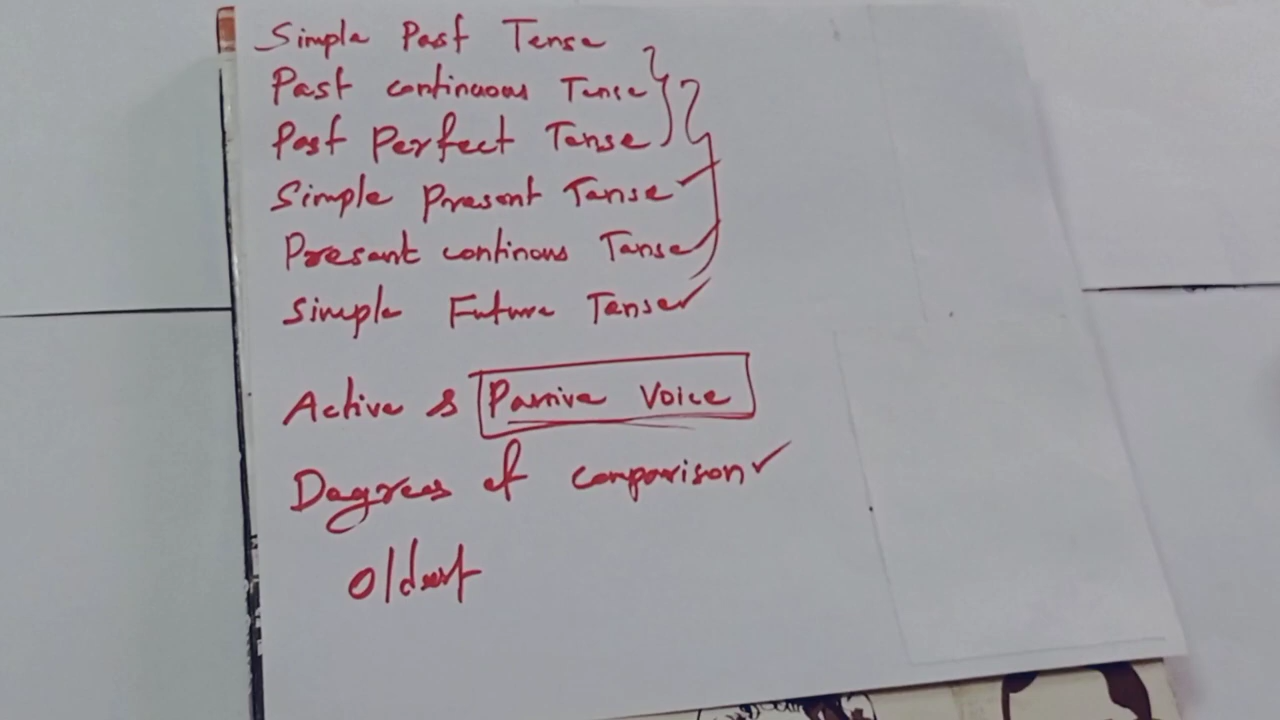 Simple Past Tense
Past continuous Tense
Past Perfect Tense
Simple Present Tense
Present continous Tense
Simple Future Tense
Active & Passive Voice
Degrees of comparison
Oldest